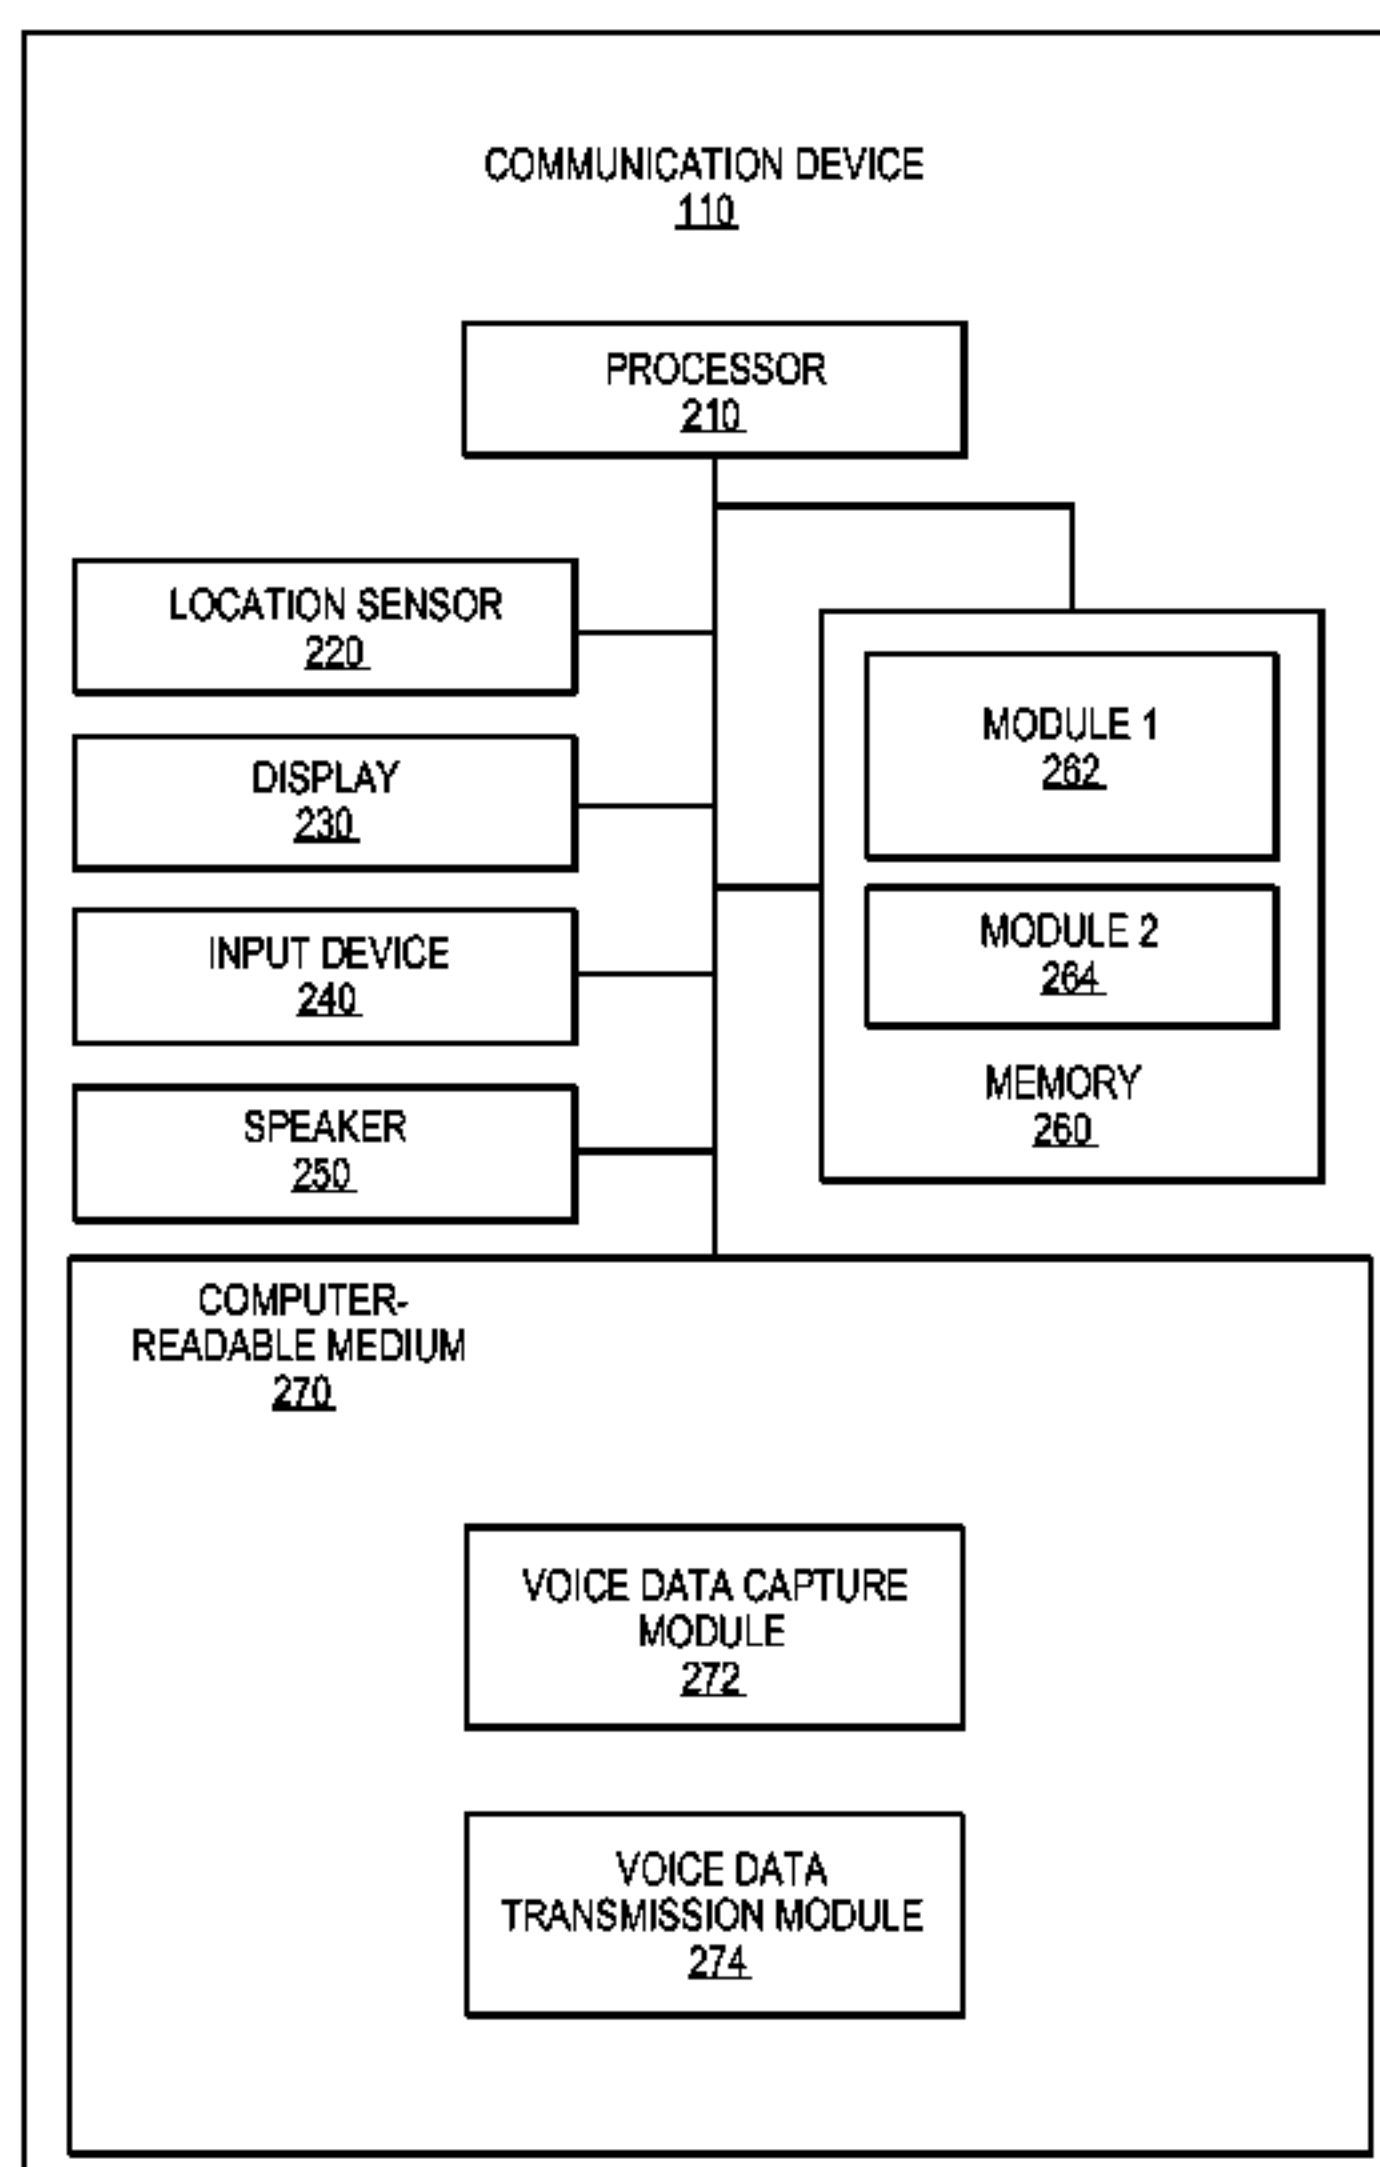 COMMUNICATION DEVICE
110
PROCESSOR
210
LOCATION SENSOR
220
DISPLAY
230
INPUT DEVICE
240
SPEAKER
250
MODULE 1
262
MODULE 2
264
MEMORY
260
COMPUTER-
READABLE MEDIUM
270
VOICE DATA CAPTURE
MODULE
272
VOICE DATA
TRANSMISSION MODULE
274